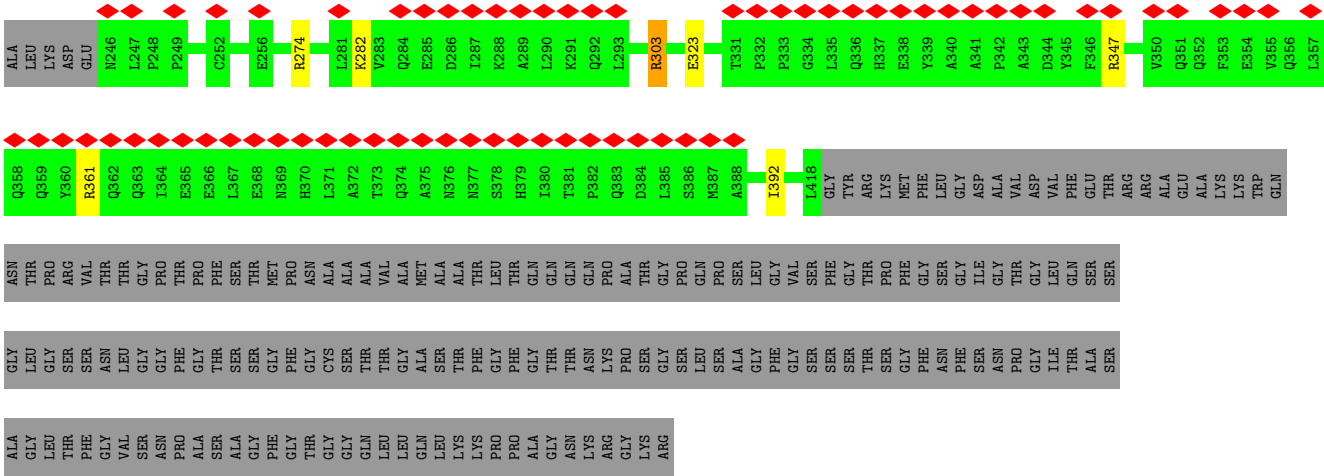 ALA LEU LYS ASP GLU N246 L247 P248 P249 C252 E256 R274 L281 K282 V283 Q284 E285 D286 I287 K288 A289 L290 K291 Q292 L293 R303 E323 T331 P332 P333 G334 L335 Q336 H337 E338 Y339 A340 A341 P342 A343 D344 Y345 F346 R347 V350 Q351 Q352 F353 E354 V355 Q356 L357
Q358 Q359 Y360 R361 Q362 Q363 I364 E365 E366 L367 E368 N369 H370 L371 A372 T373 Q374 A375 N376 N377 S378 H379 I380 T381 P382 Q383 D384 L385 S386 M387 A388 I392 L418 GLY TYR ARG LYS MET PHE LEU GLY ASP ALA VAL ASP VAL PHE GLU THR ARG ARG ALA GLU ALA LYS LYS TRP GLN
ASN THR PRO ARG VAL THR THR GLY PRO THR PRO PHE SER THR MET PRO ASN ALA ALA ALA VAL ALA MET ALA ALA THR LEU THR GLN GLN GLN GLN PRO ALA THR GLY PRO GLN PRO SER LEU GLY VAL SER PHE GLY THR PRO PHE GLY SER GLY ILE GLY THR GLY LEU GLN SER SER
GLY LEU GLY SER SER ASN LEU GLY GLY PHE GLY THR SER SER GLY PHE GLY CYS SER THR THR GLY ALA SER THR PHE GLY PHE GLY THR THR ASN LYS PRO SER GLY SER LEU SER ALA GLY PHE GLY SER SER SER THR SER GLY PHE ASN PHE SER ASN PRO GLY ILE THR ALA SER
ALA GLY LEU THR PHE GLY VAL SER ASN PRO ALA SER ALA GLY PHE GLY THR GLY GLY GLN LEU LEU GLN LEU LYS LYS PRO PRO ALA GLY ASN LYS ARG GLY LYS ARG